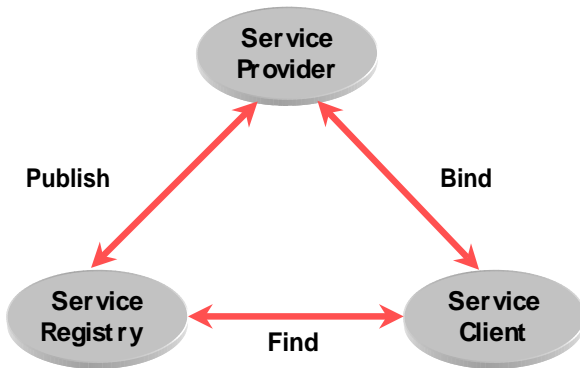 Service
Provider
Publish
Bind
Service
Registry
Find
Service
Client